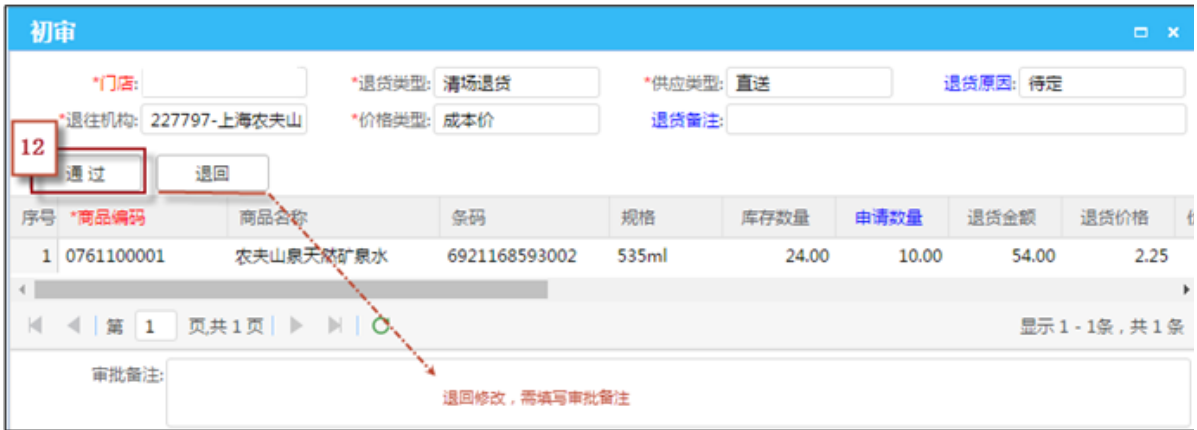 初审
*门店: *退货类型: 清场退货 *供应类型: 直送 退货原因: 待定
*退往机构: 227797-上海农夫山 *价格类型: 成本价 退货备注:
12
通过 退回
序号 *商品编码 商品名称 条码 规格 库存数量 申请数量 退货金额 退货价格
1 0761100001 农夫山泉天然矿泉水 6921168593002 535ml 24.00 10.00 54.00 2.25
第 1 页,共1页 显示1 - 1条，共1条
审批备注:
退回修改，需填写审批备注